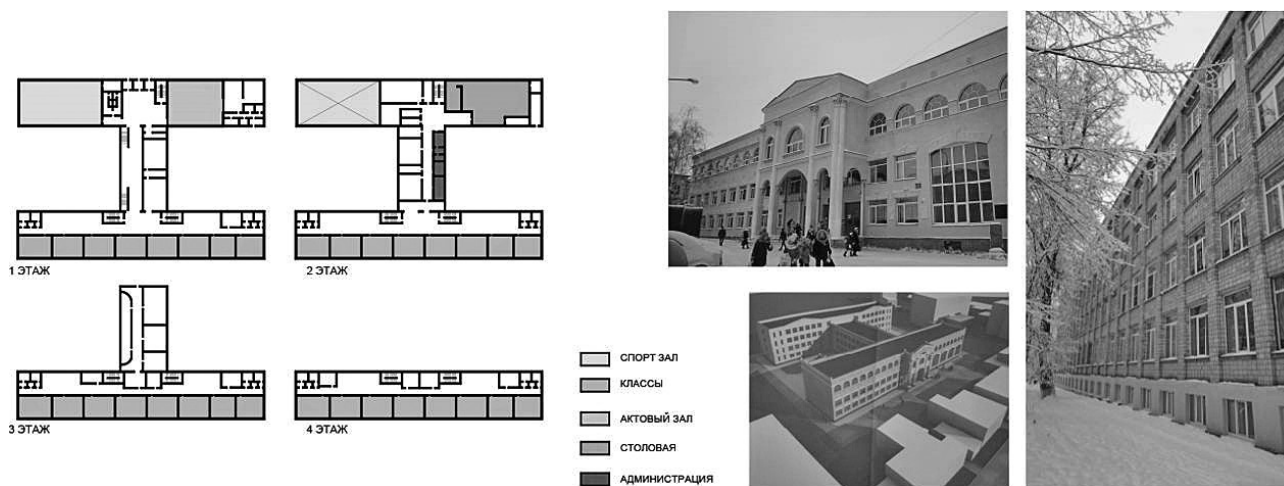 1 ЭТАЖ
2 ЭТАЖ
3 ЭТАЖ
4 ЭТАЖ
СПОРТ ЗАЛ
КЛАССЫ
АКТОВЫЙ ЗАЛ
СТОЛОВАЯ
АДМИНИСТРАЦИЯ